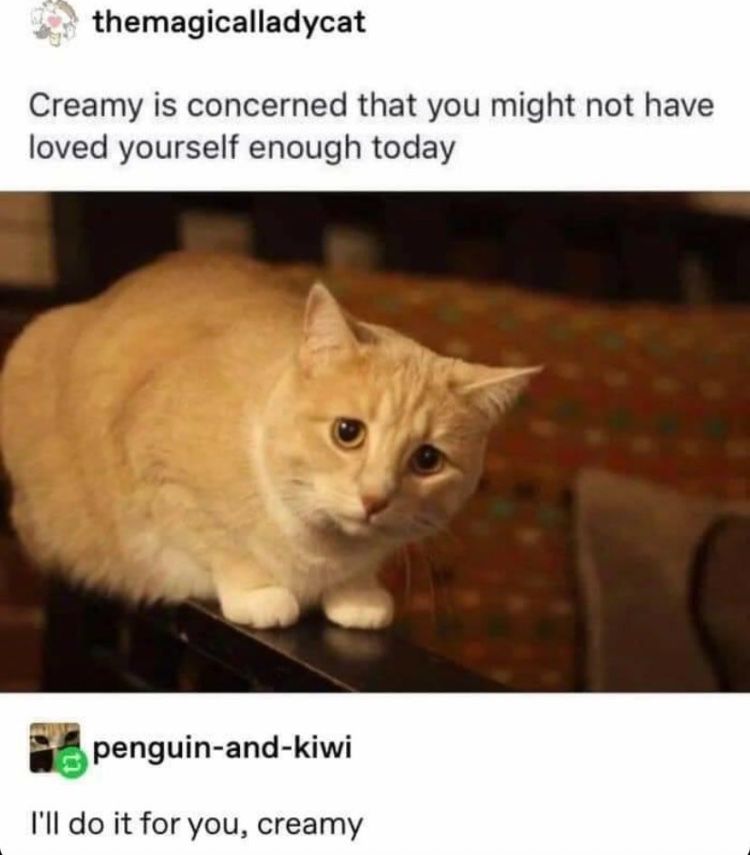 themagicalladycat
Creamy is concerned that you might not have
loved yourself enough today
penguin-and-kiwi
I'll do it for you, creamy